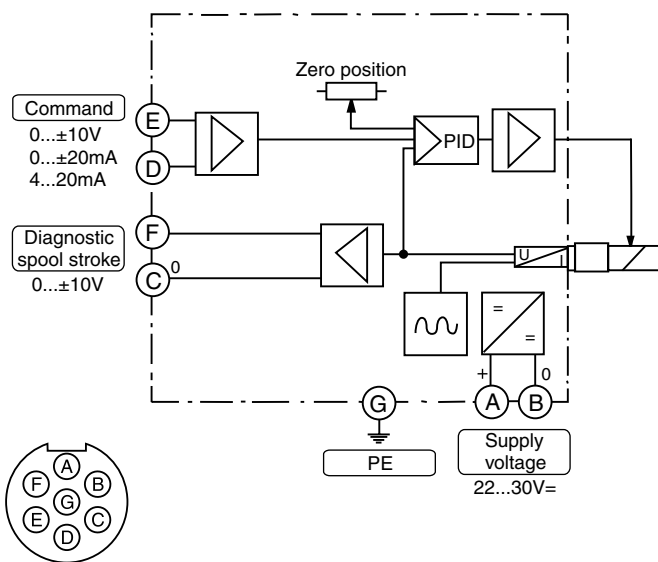 Zero position
Command
E
0...±10V
0...±20mA
4...20mA
D
PID
Diagnostic
spool stroke
0...±10V
F
C
0
U
I
=
=
+
0
G
A
B
PE
Supply
voltage
22...30V=
A
F
B
G
E
C
D